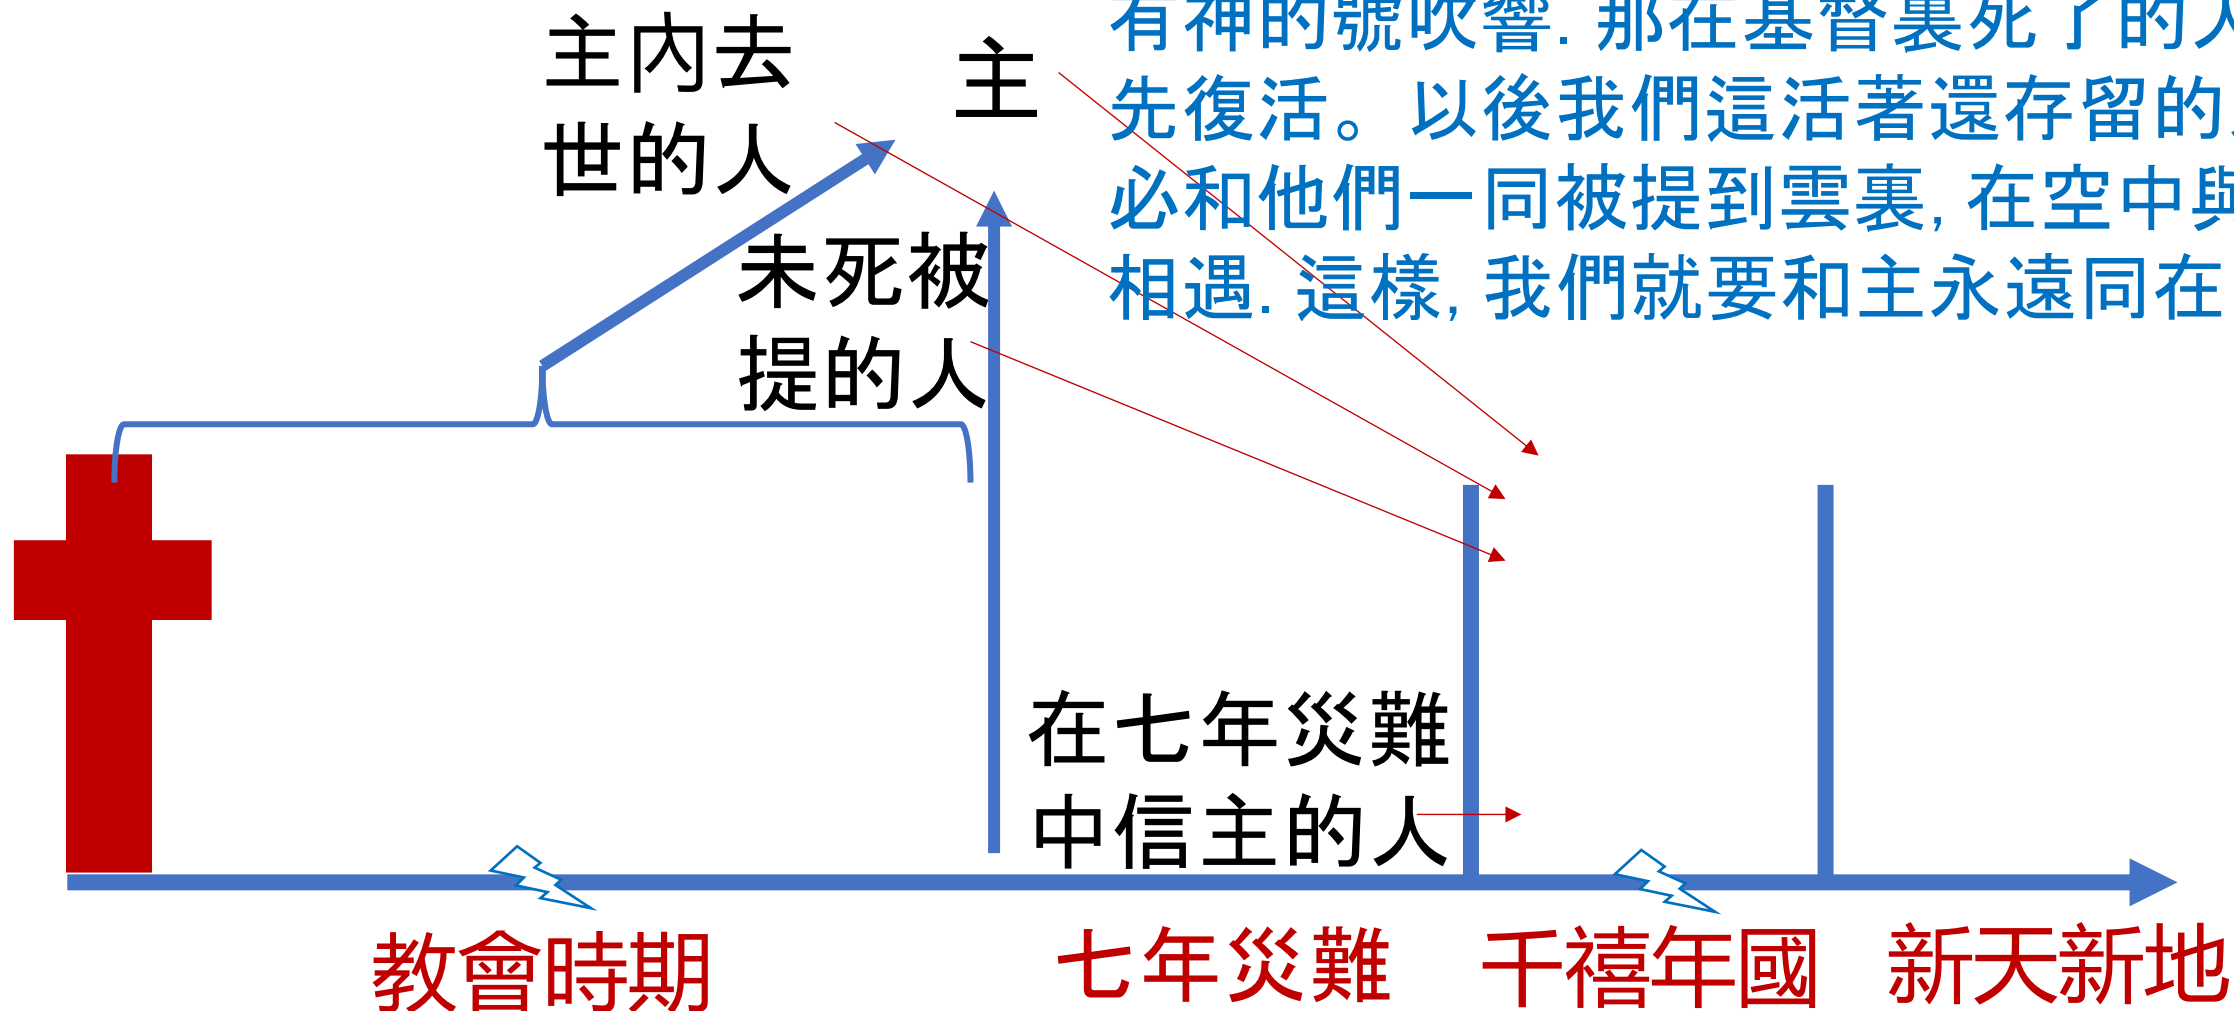 主內去
世的人
主
有神的號吹響. 那在基督裏死了的人
先復活。以後我們這活著還存留的
必和他們一同被提到雲裏, 在空中與
相遇. 這樣, 我們就要和主永遠同在
未死被
提的人
在七年災難
中信主的人
教會時期
七年災難
千禧年國
新天新地